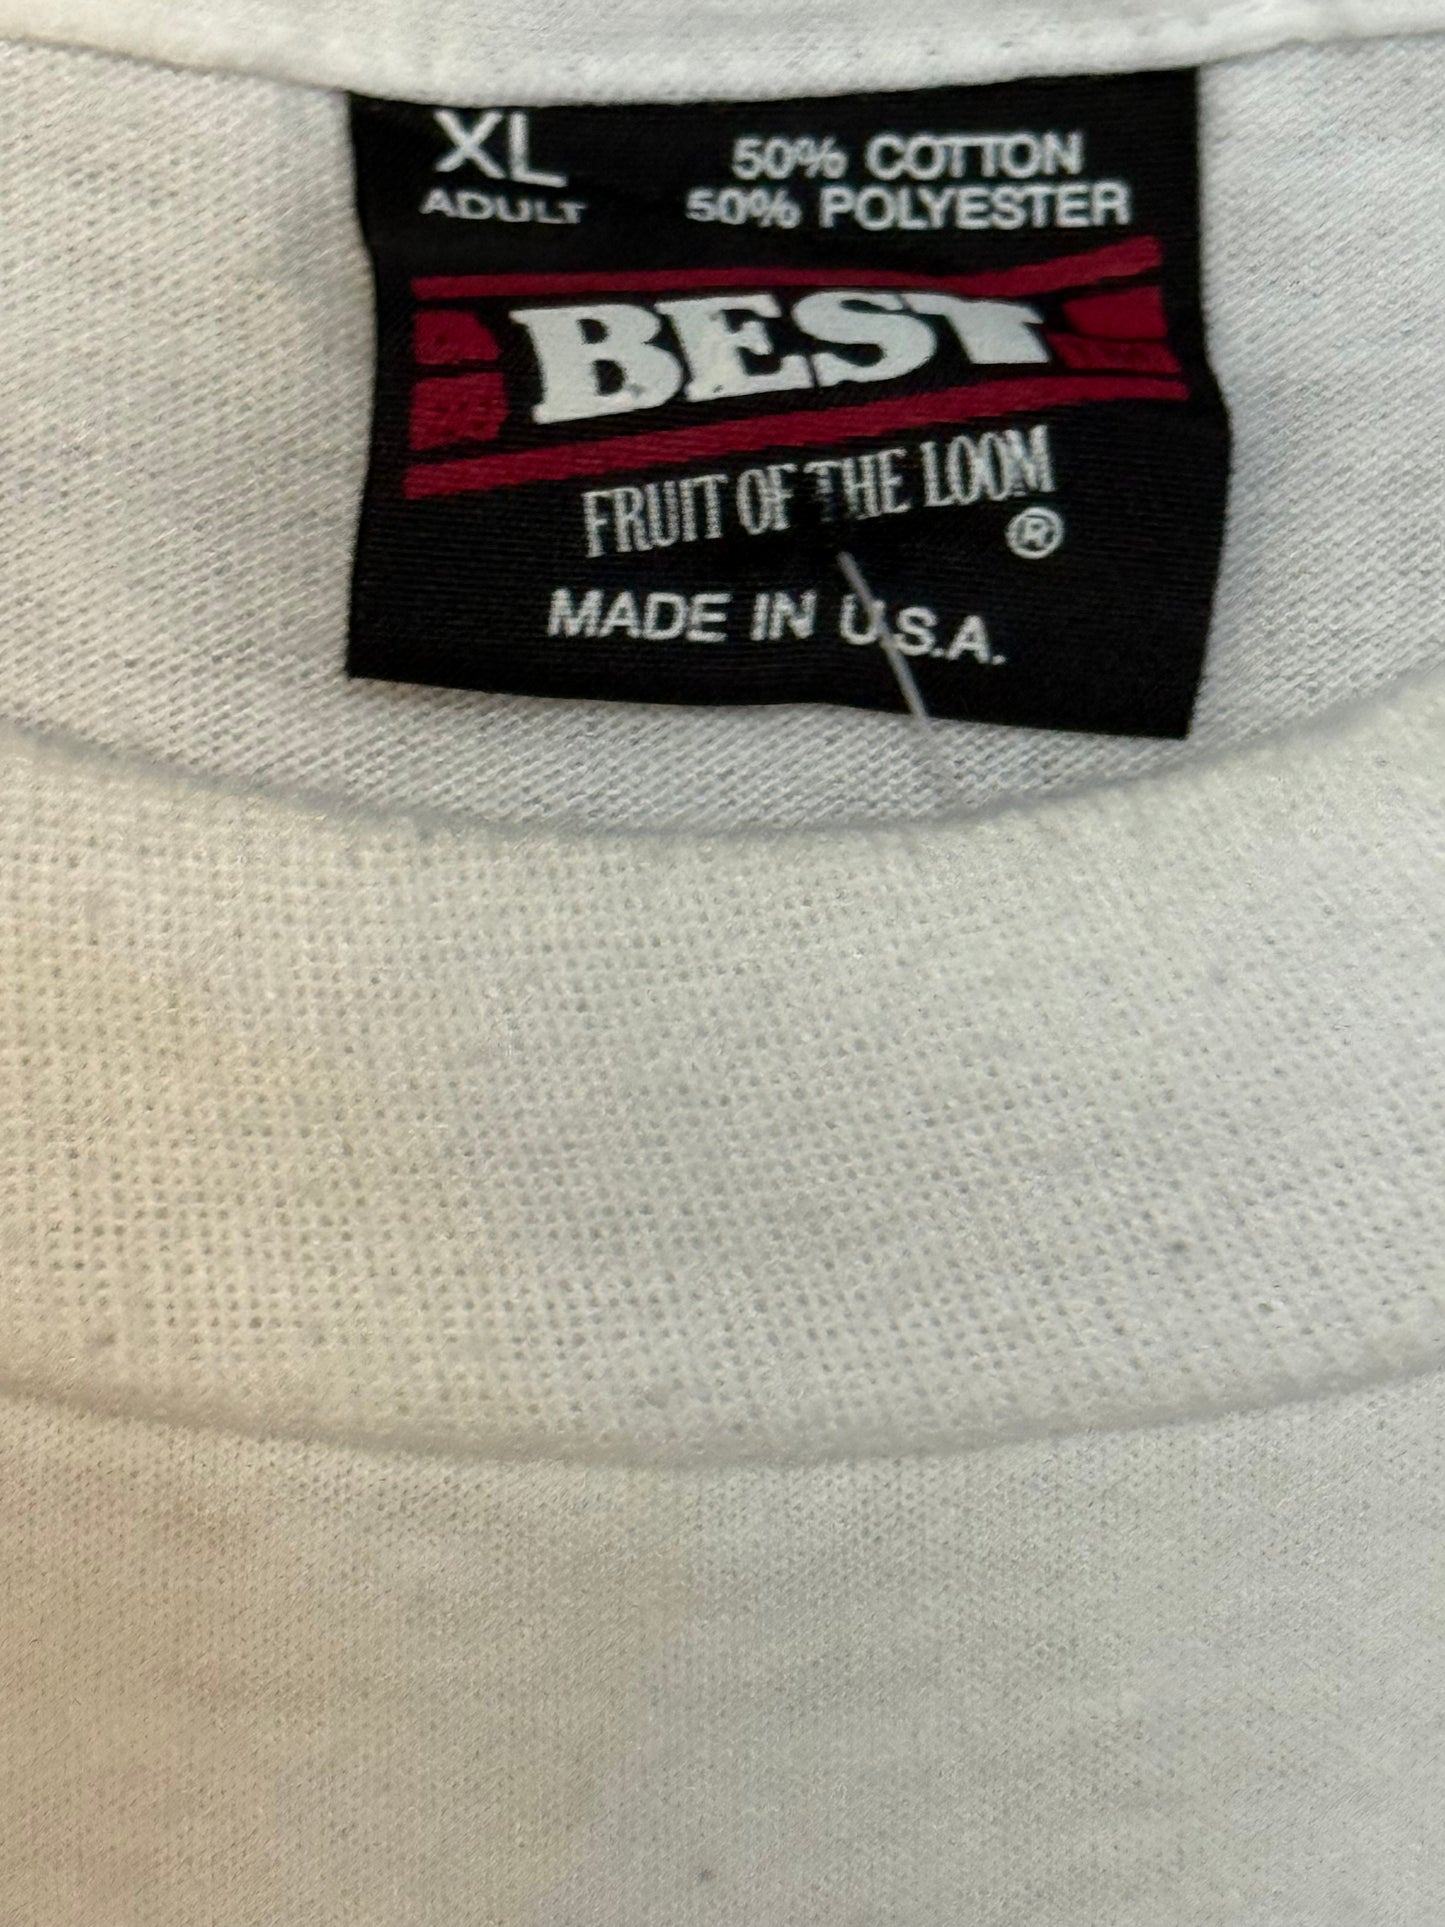 XL
ADULT
50% COTTON
50% POLYESTER
BEST
FRUIT OF THE LOOM
®
MADE IN U.S.A.